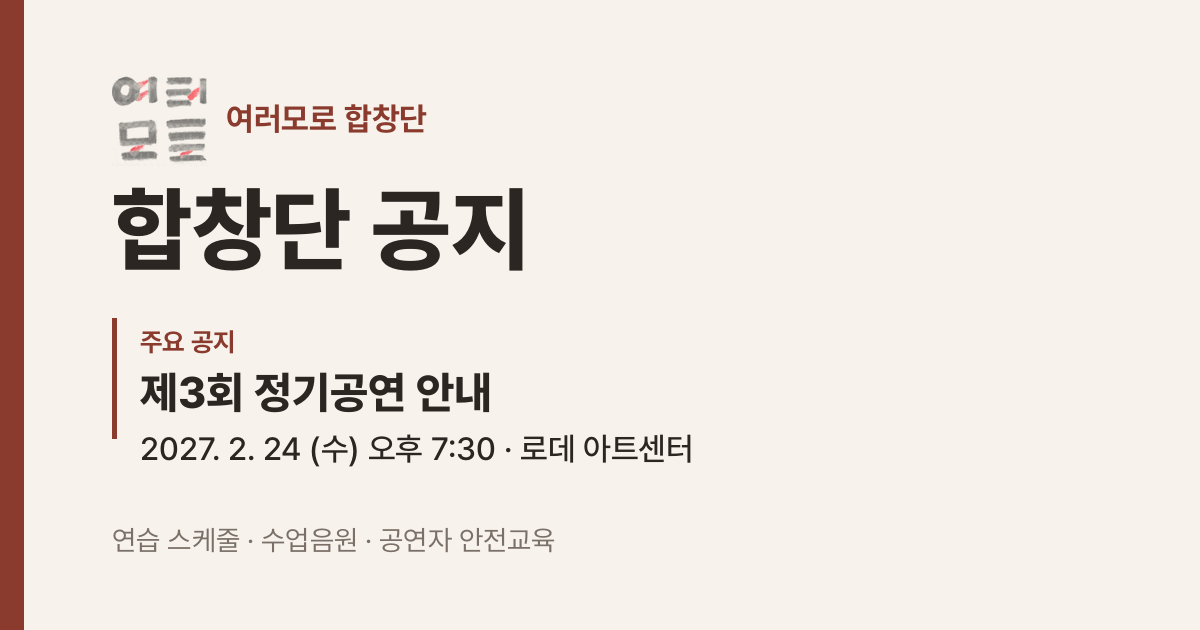 여러
모로
여러모로 합창단
합창단 공지
주요 공지
제3회 정기공연 안내
2027. 2. 24 (수) 오후 7:30 · 로데 아트센터
연습 스케줄 · 수업음원 · 공연자 안전교육